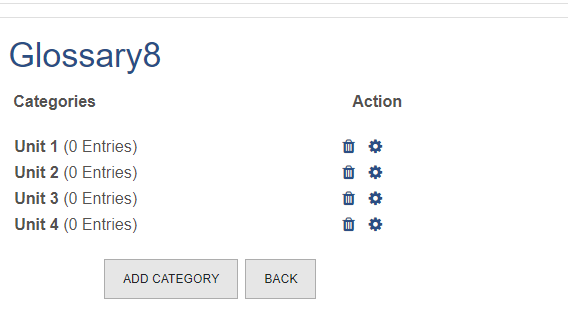 Glossary8
Categories Action
Unit 1 (0 Entries)
Unit 2 (0 Entries)
Unit 3 (0 Entries)
Unit 4 (0 Entries)
ADD CATEGORY BACK